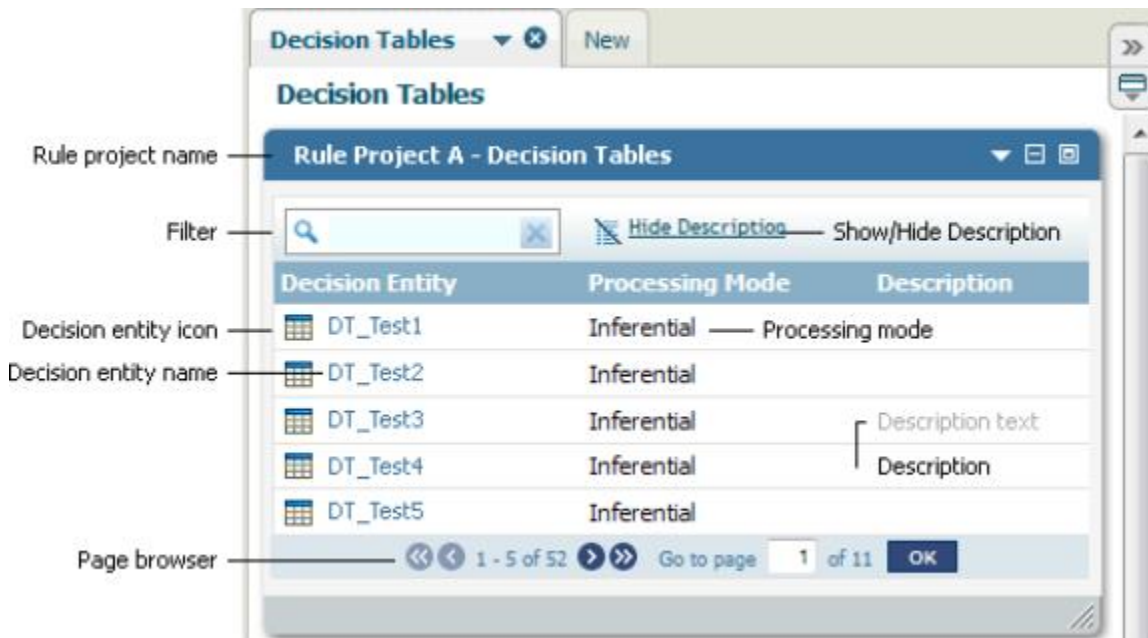 Decision Tables New
Decision Tables
Rule project name Rule Project A - Decision Tables
Filter Hide Description Show/Hide Description
Decision Entity Processing Mode Description
Decision entity icon DT_Test1 Inferential Processing mode
Decision entity name DT_Test2 Inferential
DT_Test3 Inferential Description text
DT_Test4 Inferential Description
DT_Test5 Inferential
Page browser 1 - 5 of 52 Go to page 1 of 11 OK